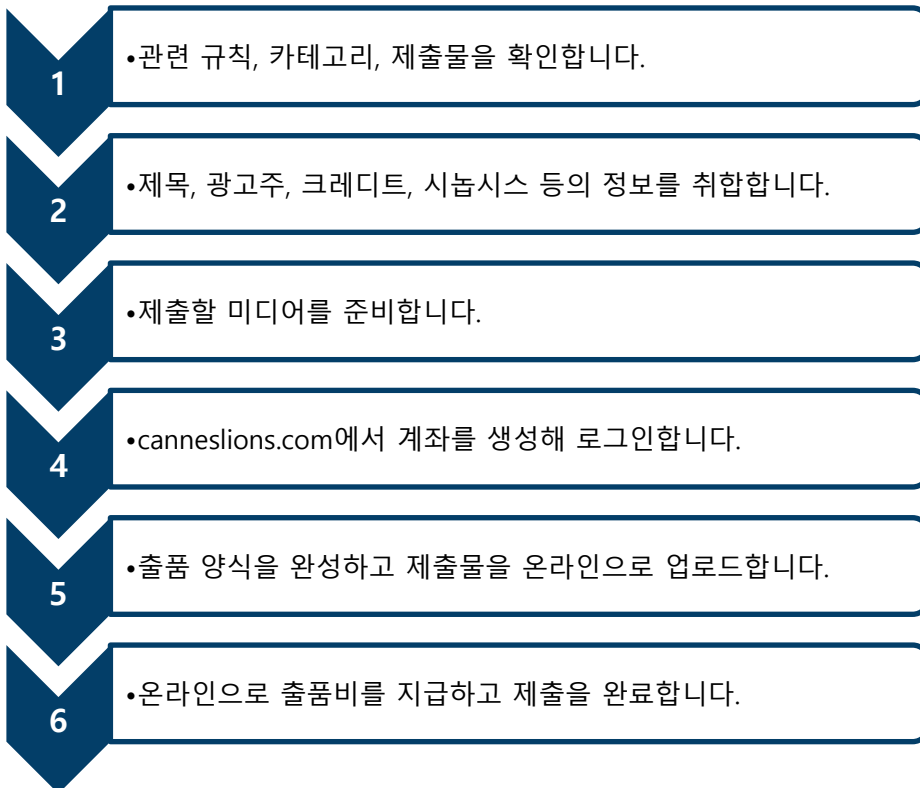 1
•관련 규칙, 카테고리, 제출물을 확인합니다.
2
•제목, 광고주, 크레디트, 시놉시스 등의 정보를 취합합니다.
3
•제출할 미디어를 준비합니다.
4
•canneslions.com에서 계좌를 생성해 로그인합니다.
5
•출품 양식을 완성하고 제출물을 온라인으로 업로드합니다.
6
•온라인으로 출품비를 지급하고 제출을 완료합니다.